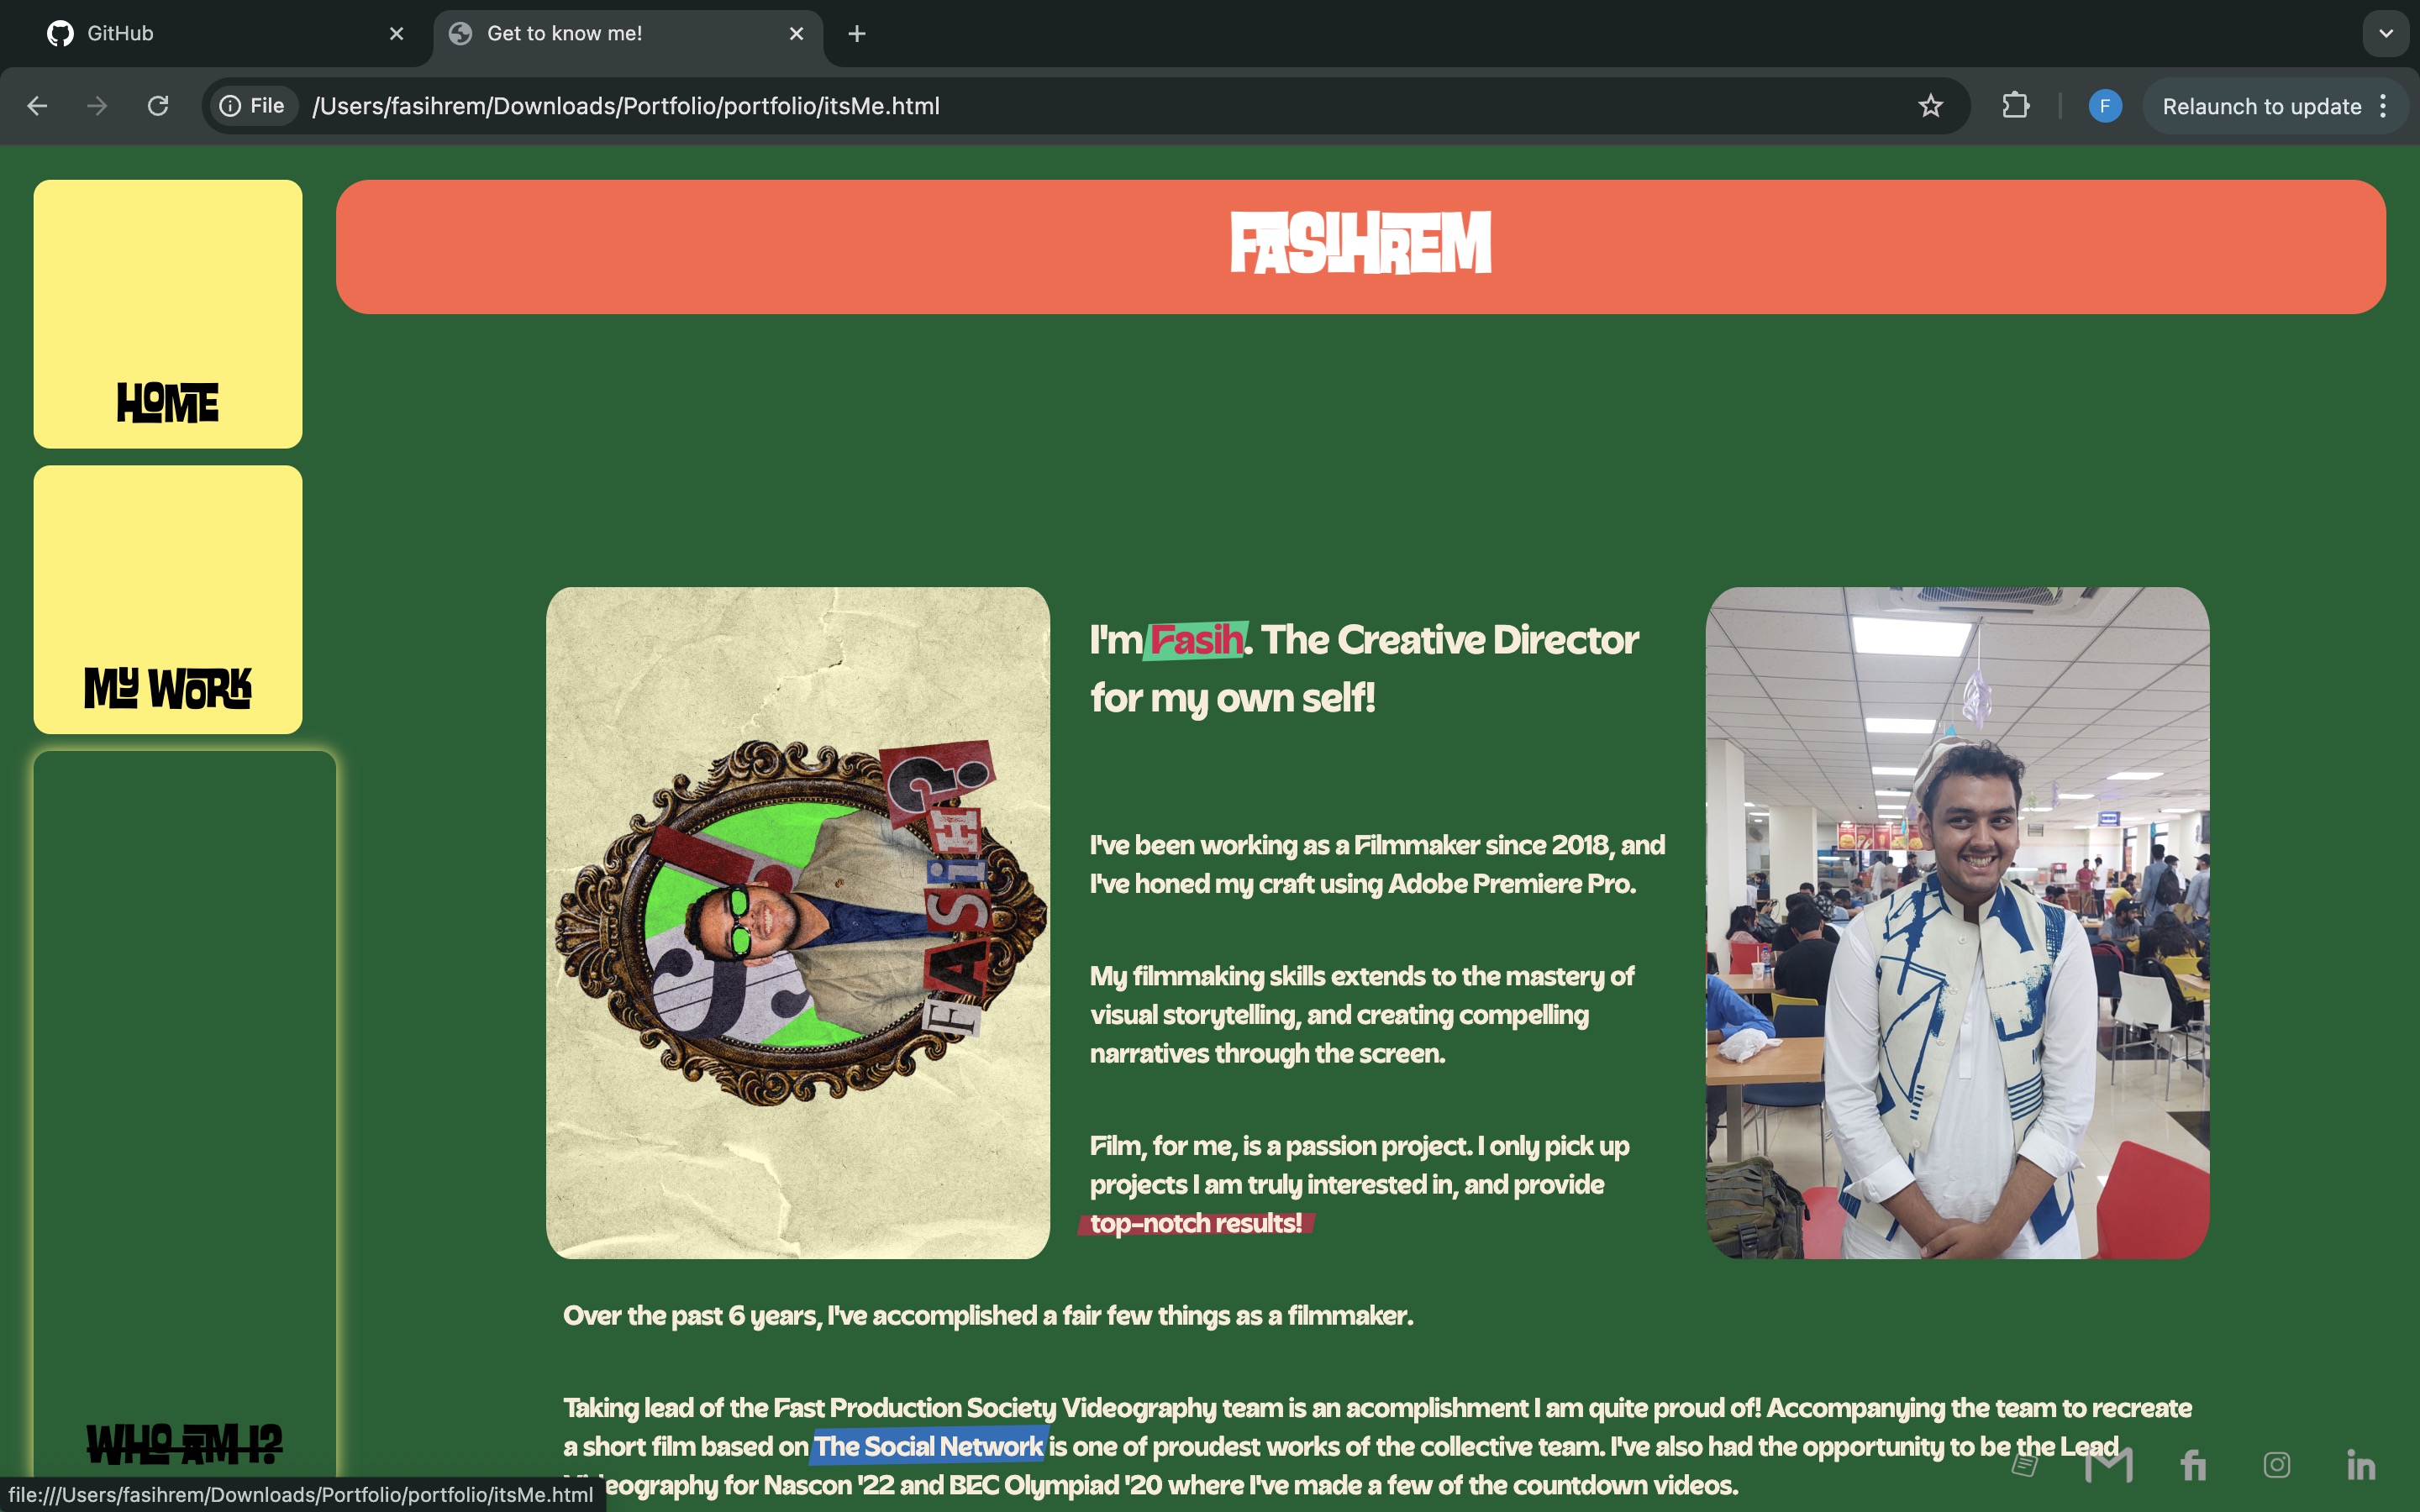 GitHub
Get to know me!
File
/Users/fasihrem/Downloads/Portfolio/portfolio/itsMe.html
F
Relaunch to update
FASIHREM
HOME
MY WORK
WHO AM I?
FASiH?
I'm Fasih. The Creative Director
for my own self!
I've been working as a Filmmaker since 2018, and
I've honed my craft using Adobe Premiere Pro.
My filmmaking skills extends to the mastery of
visual storytelling, and creating compelling
narratives through the screen.
Film, for me, is a passion project. I only pick up
projects I am truly interested in, and provide
top-notch results!
Over the past 6 years, I've accomplished a fair few things as a filmmaker.
Taking lead of the Fast Production Society Videography team is an acomplishment I am quite proud of! Accompanying the team to recreate
a short film based on The Social Network is one of proudest works of the collective team. I've also had the opportunity to be the Lead
Videography for Nascon '22 and BEC Olympiad '20 where I've made a few of the countdown videos.
fi
in
file:///Users/fasihrem/Downloads/Portfolio/portfolio/itsMe.html